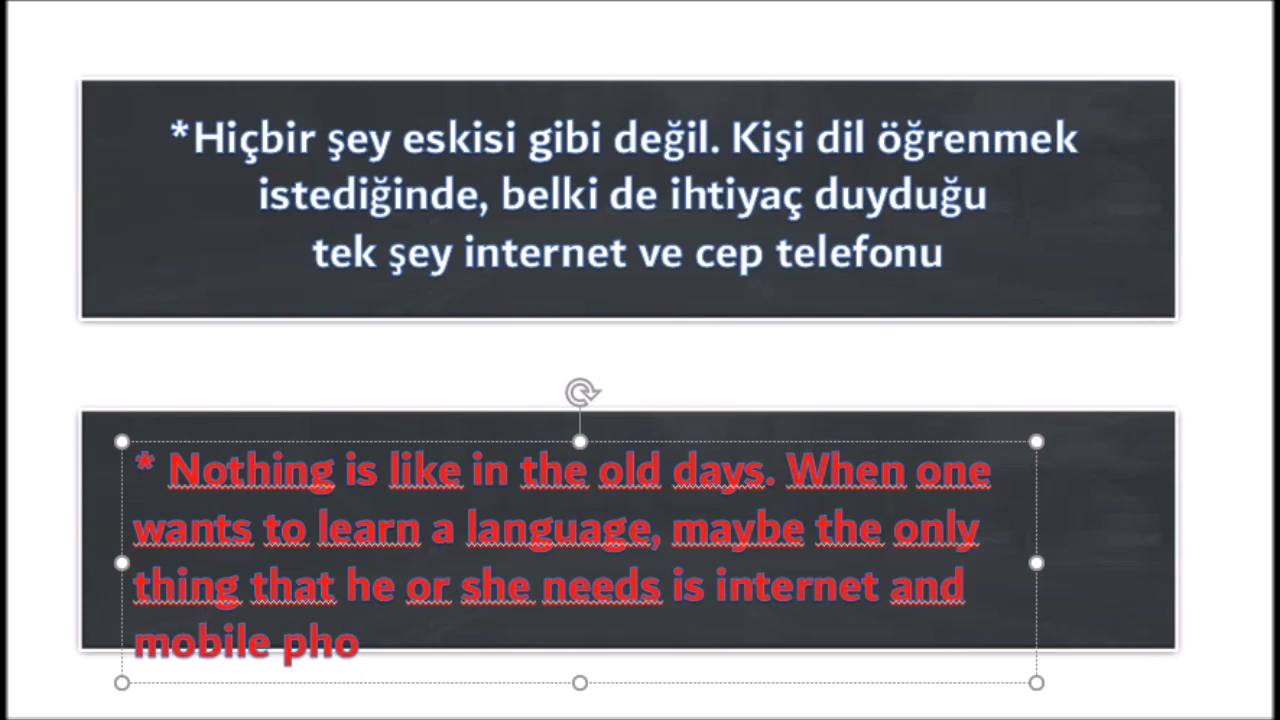 *Hiçbir şey eskisi gibi değil. Kişi dil öğrenmek
istediğinde, belki de ihtiyaç duyduğu
tek şey internet ve cep telefonu
* Nothing is like in the old days. When one
wants to learn a language, maybe the only
thing that he or she needs is internet and
mobile pho